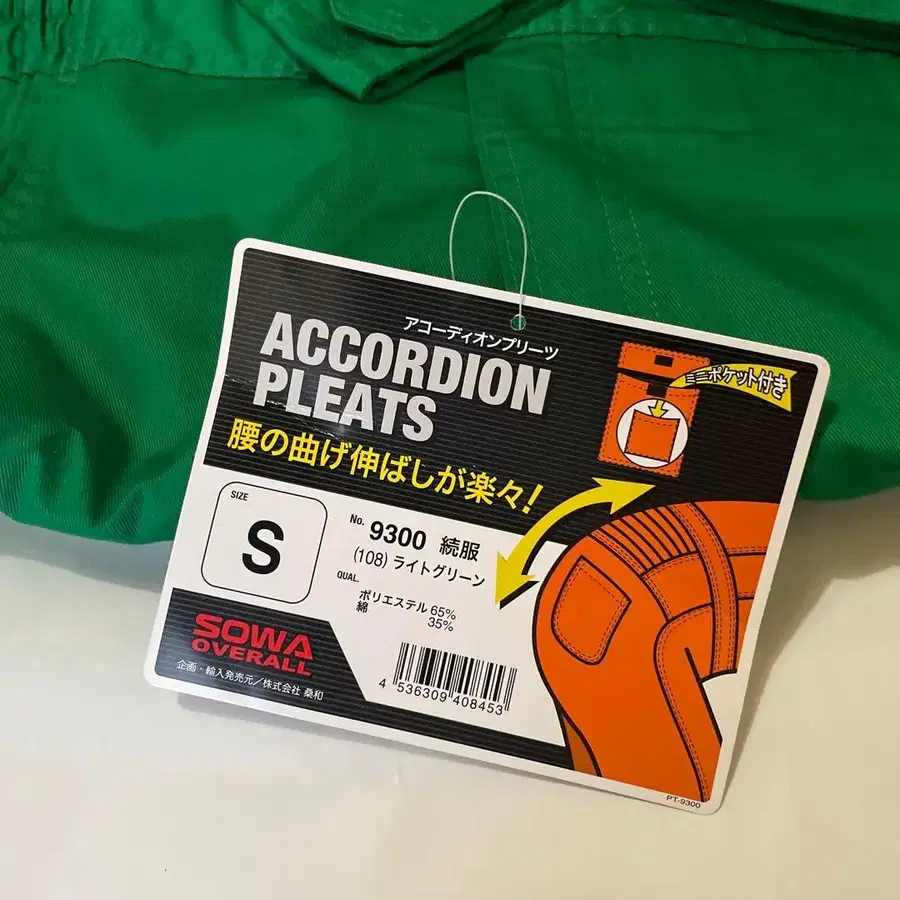 アコーディオンプリーツ
ACCORDION
PLEATS
ミニポケット付き
腰の曲げ伸ばしが楽々!
SIZE
S
No. 9300 続服
(108) ライトグリーン
QUAL.
ポリエステル 65%
綿 35%
SOWA
OVERALL
企画・輸入発売元/株式会社 桑和
4 536309 408453
PT-9300